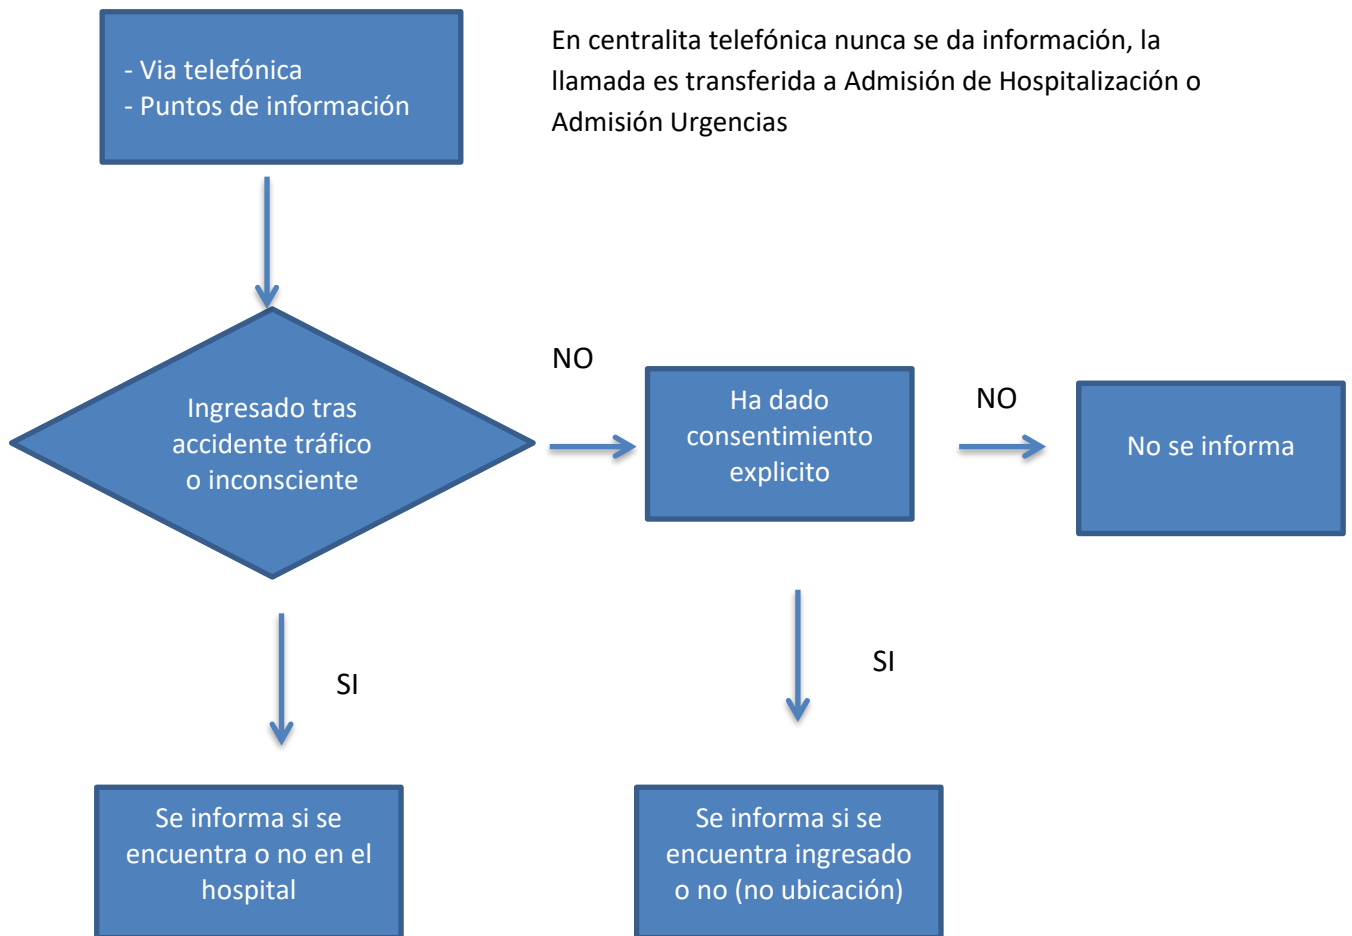 - Via telefónica
- Puntos de información
En centralita telefónica nunca se da información, la
llamada es transferida a Admisión de Hospitalización o
Admisión Urgencias
Ingresado tras
accidente tráfico
o inconsciente
NO
Ha dado
consentimiento
explicito
NO
No se informa
SI
SI
Se informa si se
encuentra o no en el
hospital
Se informa si se
encuentra ingresado
o no (no ubicación)